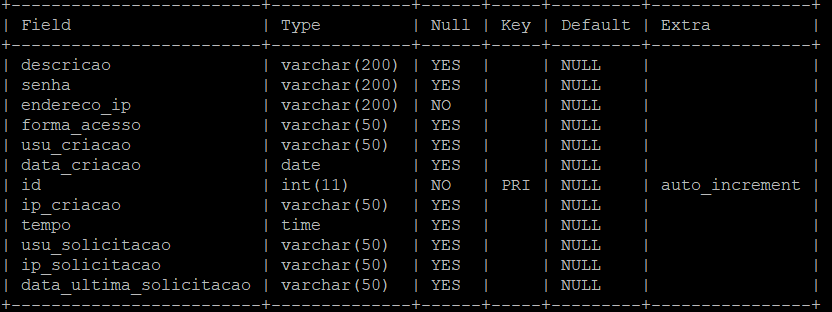 +-------------------------+--------------+------+-----+---------+----------------+
| Field                   | Type         | Null | Key | Default | Extra          |
+-------------------------+--------------+------+-----+---------+----------------+
| descricao               | varchar(200) | YES  |     | NULL    |                |
| senha                   | varchar(200) | YES  |     | NULL    |                |
| endereco_ip             | varchar(200) | NO   |     | NULL    |                |
| forma_acesso            | varchar(50)  | YES  |     | NULL    |                |
| usu_criacao             | varchar(50)  | YES  |     | NULL    |                |
| data_criacao            | date         | YES  |     | NULL    |                |
| id                      | int(11)      | NO   | PRI | NULL    | auto_increment |
| ip_criacao              | varchar(50)  | YES  |     | NULL    |                |
| tempo                   | time         | YES  |     | NULL    |                |
| usu_solicitacao         | varchar(50)  | YES  |     | NULL    |                |
| ip_solicitacao          | varchar(50)  | YES  |     | NULL    |                |
| data_ultima_solicitacao | varchar(50)  | YES  |     | NULL    |                |
+-------------------------+--------------+------+-----+---------+----------------+